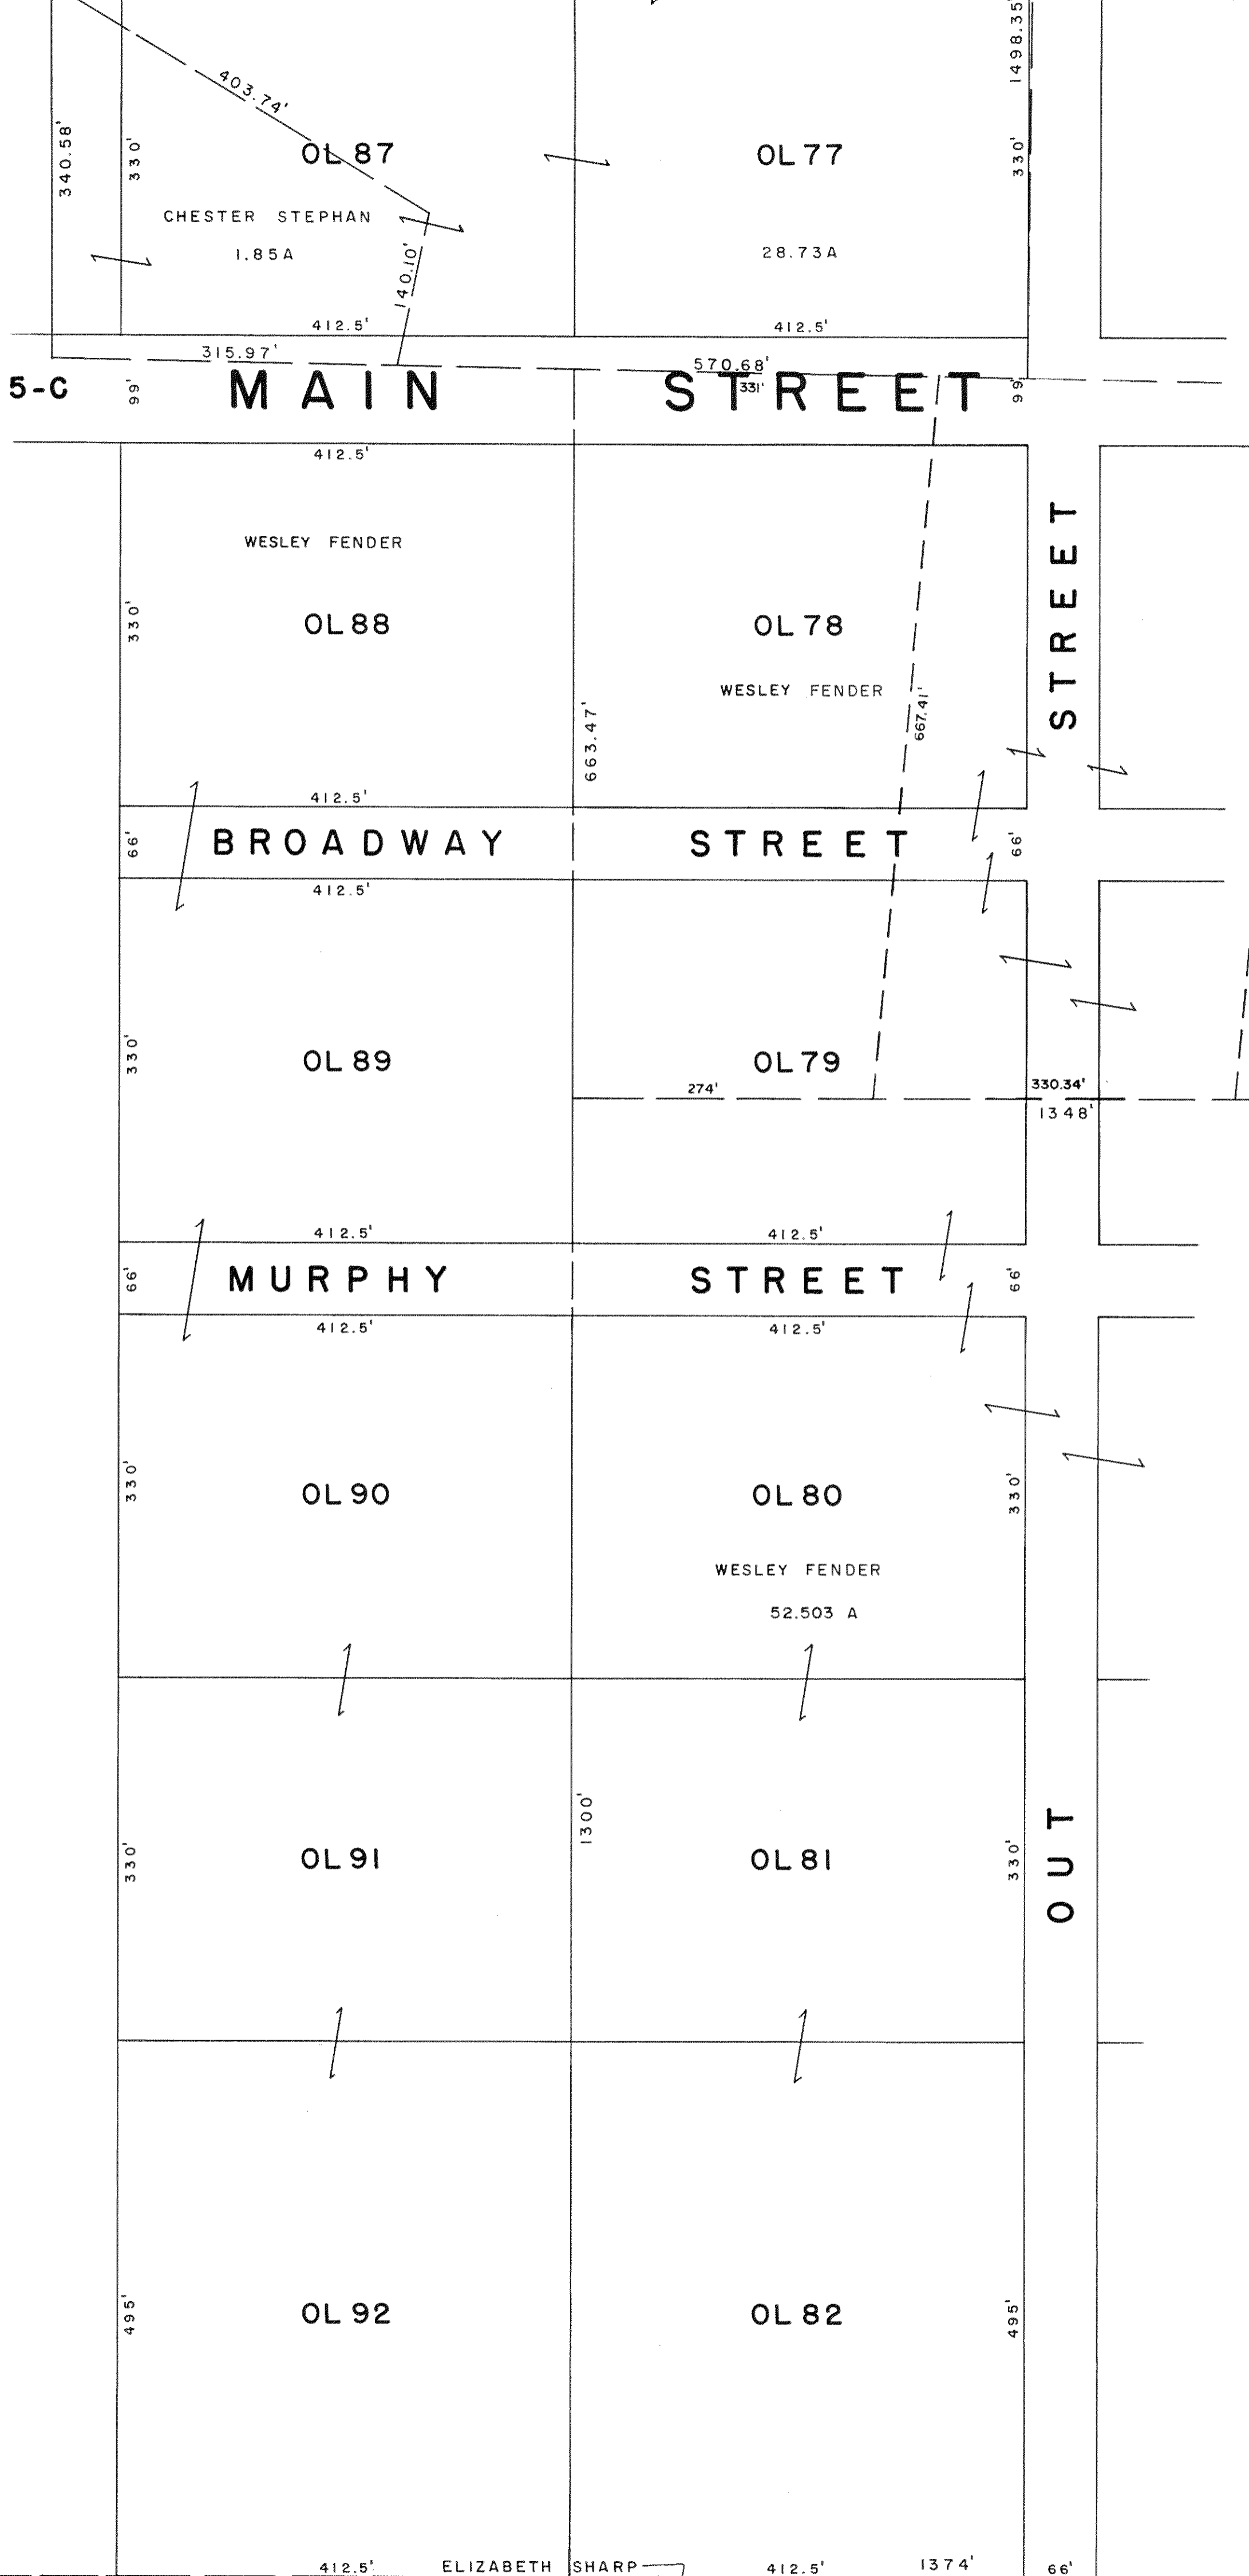 1498.35'
403.74'
340.58'
330'
OL 87
OL 77
330'
CHESTER STEPHAN
1.85A
140.10'
28.73A
412.5'
412.5'
315.97'
570.68'
5-C
99'
MAIN STREET
331'
99'
412.5'
WESLEY FENDER
STREET
330'
OL 88
OL 78
WESLEY FENDER
667.41'
663.47'
412.5'
66'
BROADWAY STREET
66'
412.5'
330'
OL 89
OL 79
274'
330.34'
1348'
412.5'
412.5'
66'
MURPHY STREET
66'
412.5'
412.5'
330'
OL 90
OL 80
330'
WESLEY FENDER
52.503 A
1300'
OUT
330'
OL 91
OL 81
330'
495'
OL 92
OL 82
495'
412.5'
ELIZABETH SHARP
412.5'
1374'
66'